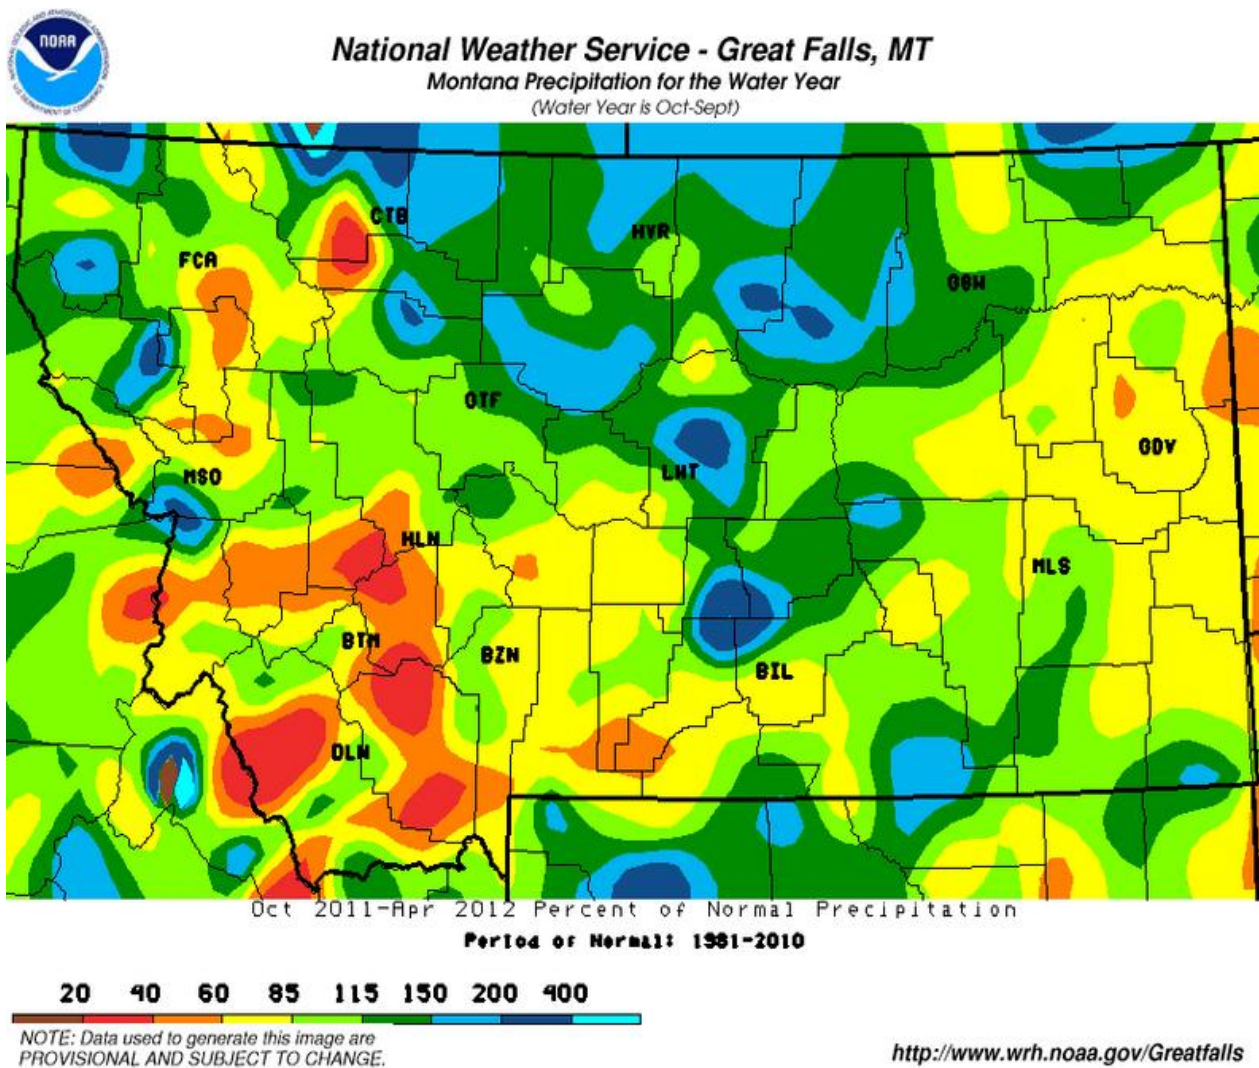 NOAA
National Weather Service - Great Falls, MT
Montana Precipitation for the Water Year
(Water Year is Oct-Sept)
CTB
HVR
FCA
GGW
GTF
GDV
MSO
LWT
HLN
MLS
BTM
BZN
BIL
DLN
Oct 2011-Apr 2012 Percent of Normal Precipitation
Period of Normal: 1981-2010
20 40 60 85 115 150 200 400
NOTE: Data used to generate this image are
PROVISIONAL AND SUBJECT TO CHANGE.
http://www.wrh.noaa.gov/Greatfalls